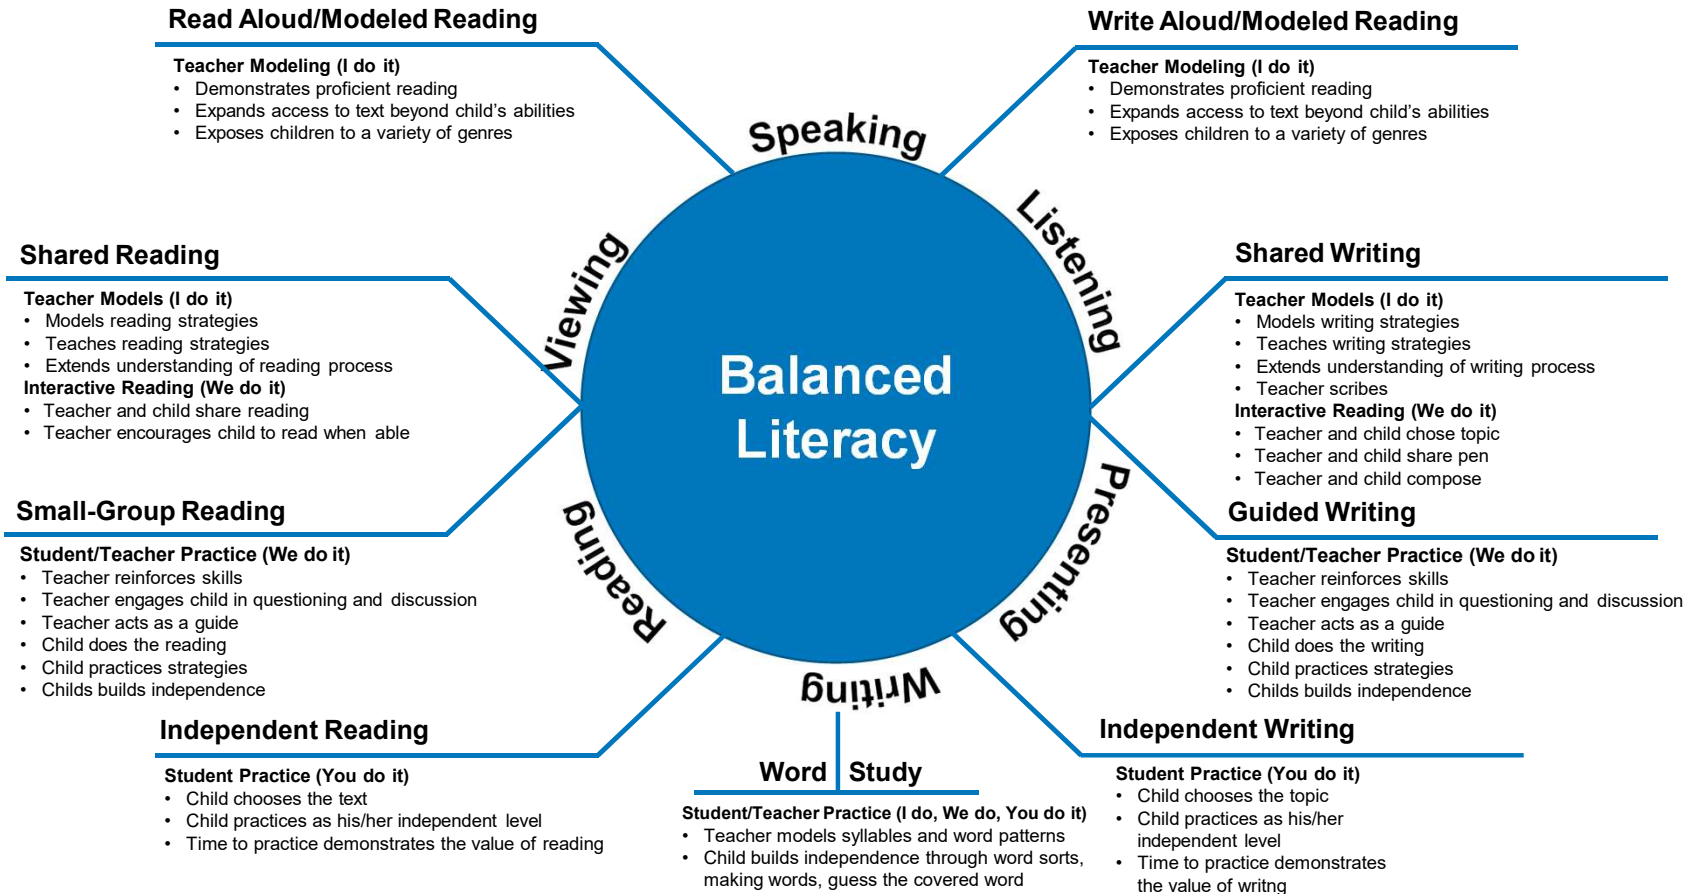 Read Aloud/Modeled Reading
Teacher Modeling (I do it)
• Demonstrates proficient reading
• Expands access to text beyond child's abilities
• Exposes children to a variety of genres
Write Aloud/Modeled Reading
Teacher Modeling (I do it)
• Demonstrates proficient reading
• Expands access to text beyond child's abilities
• Exposes children to a variety of genres
Speaking
Listening
Presenting
Writing
Reading
Viewing
Balanced
Literacy
Shared Reading
Teacher Models (I do it)
• Models reading strategies
• Teaches reading strategies
• Extends understanding of reading process
Interactive Reading (We do it)
• Teacher and child share reading
• Teacher encourages child to read when able
Shared Writing
Teacher Models (I do it)
• Models writing strategies
• Teaches writing strategies
• Extends understanding of writing process
• Teacher scribes
Interactive Reading (We do it)
• Teacher and child chose topic
• Teacher and child share pen
• Teacher and child compose
Small-Group Reading
Student/Teacher Practice (We do it)
• Teacher reinforces skills
• Teacher engages child in questioning and discussion
• Teacher acts as a guide
• Child does the reading
• Child practices strategies
• Childs builds independence
Guided Writing
Student/Teacher Practice (We do it)
• Teacher reinforces skills
• Teacher engages child in questioning and discussion
• Teacher acts as a guide
• Child does the writing
• Child practices strategies
• Childs builds independence
Independent Reading
Student Practice (You do it)
• Child chooses the text
• Child practices as his/her independent level
• Time to practice demonstrates the value of reading
Word Study
Student/Teacher Practice (I do, We do, You do it)
• Teacher models syllables and word patterns
• Child builds independence through word sorts,
making words, guess the covered word
Independent Writing
Student Practice (You do it)
• Child chooses the topic
• Child practices as his/her
independent level
• Time to practice demonstrates
the value of writng